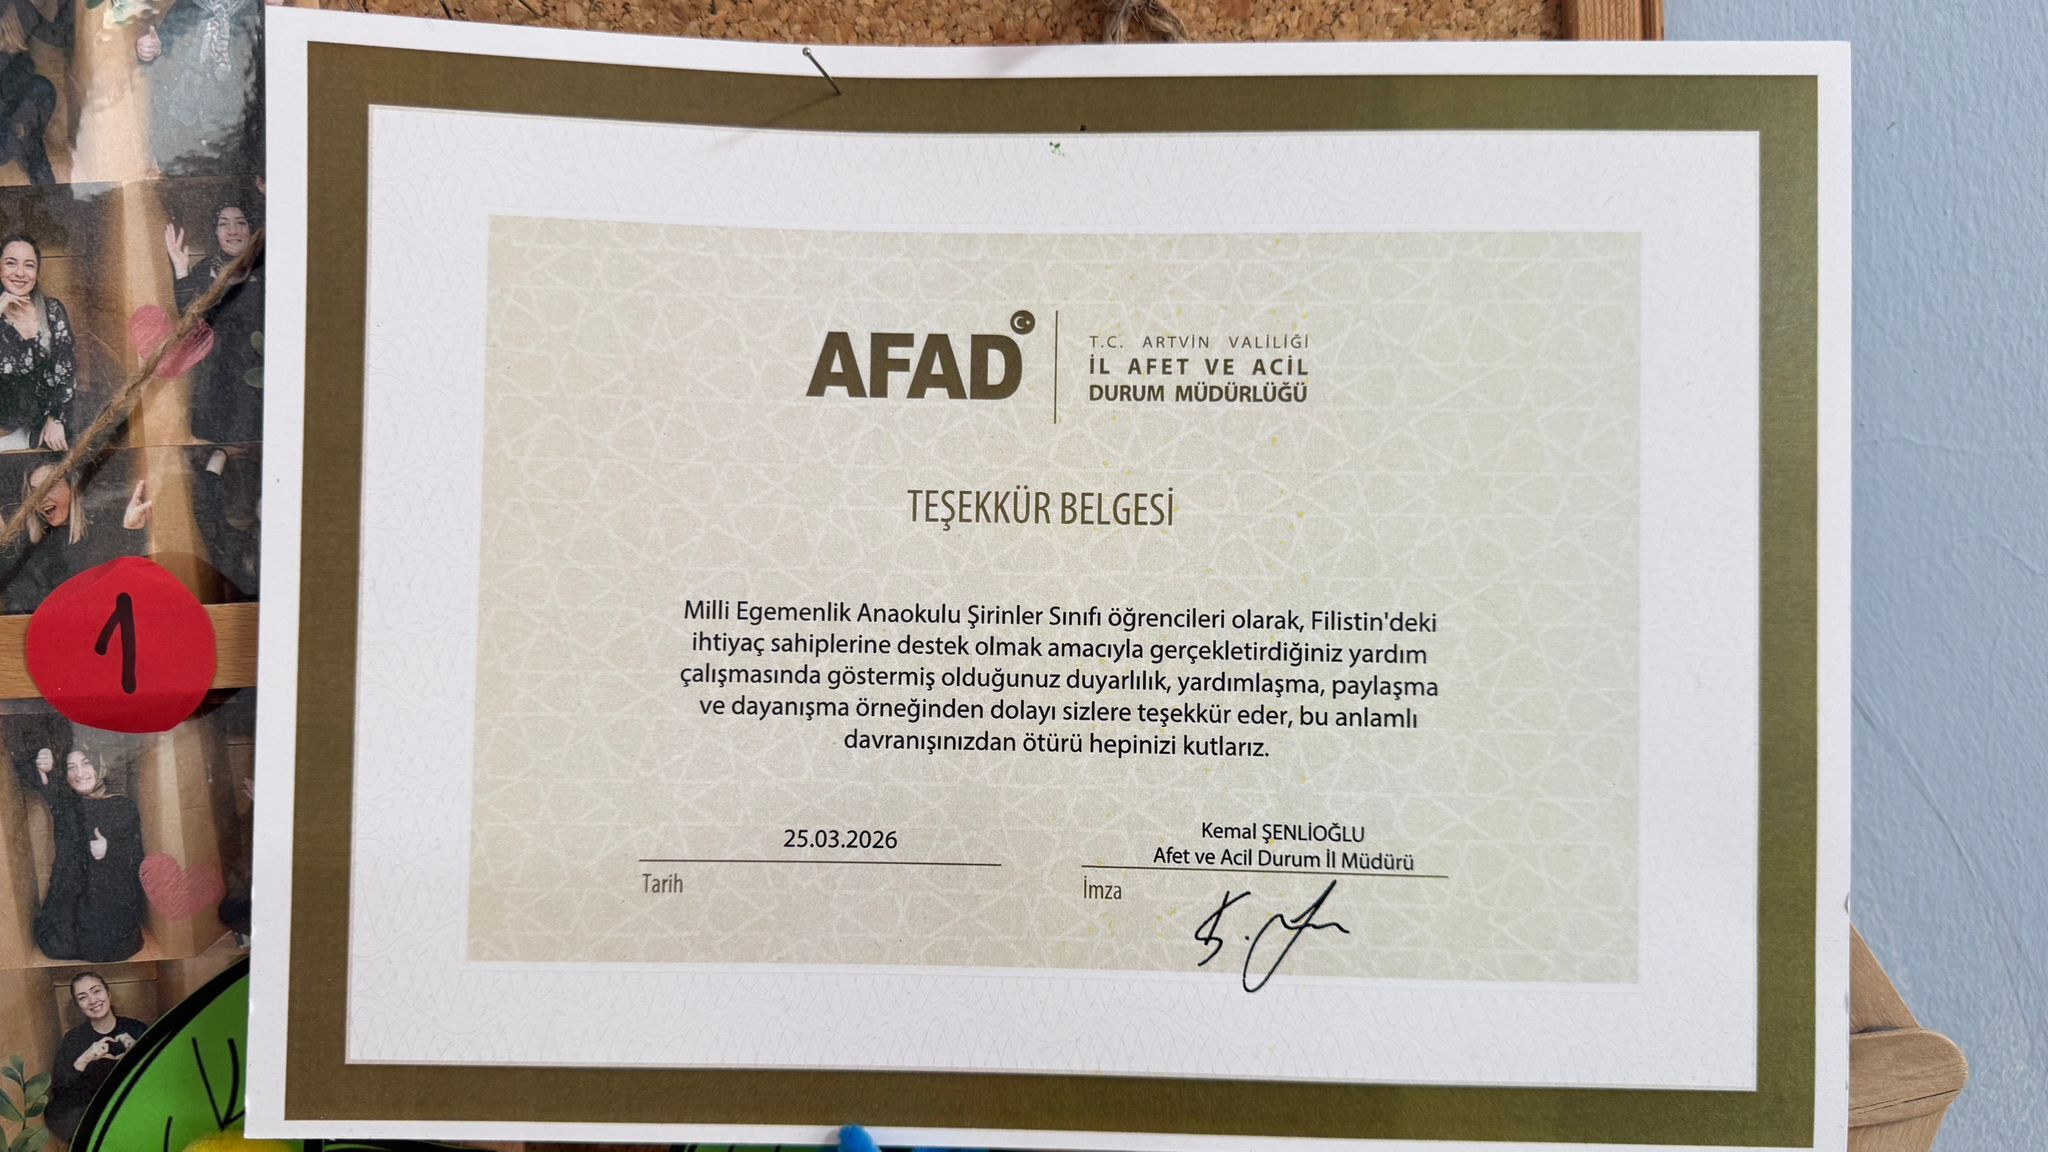 1
AFAD
T.C. ARTVİN VALİLİĞİ
İL AFET VE ACİL
DURUM MÜDÜRLÜĞÜ
TEŞEKKÜR BELGESİ
Milli Egemenlik Anaokulu Şirinler Sınıfı öğrencileri olarak, Filistin'deki
ihtiyaç sahiplerine destek olmak amacıyla gerçekletirdiğiniz yardım
çalışmasında göstermiş olduğunuz duyarlılık, yardımlaşma, paylaşma
ve dayanışma örneğinden dolayı sizlere teşekkür eder, bu anlamlı
davranışınızdan ötürü hepinizi kutlarız.
25.03.2026
Tarih
Kemal ŞENLİOĞLU
Afet ve Acil Durum İl Müdürü
İmza